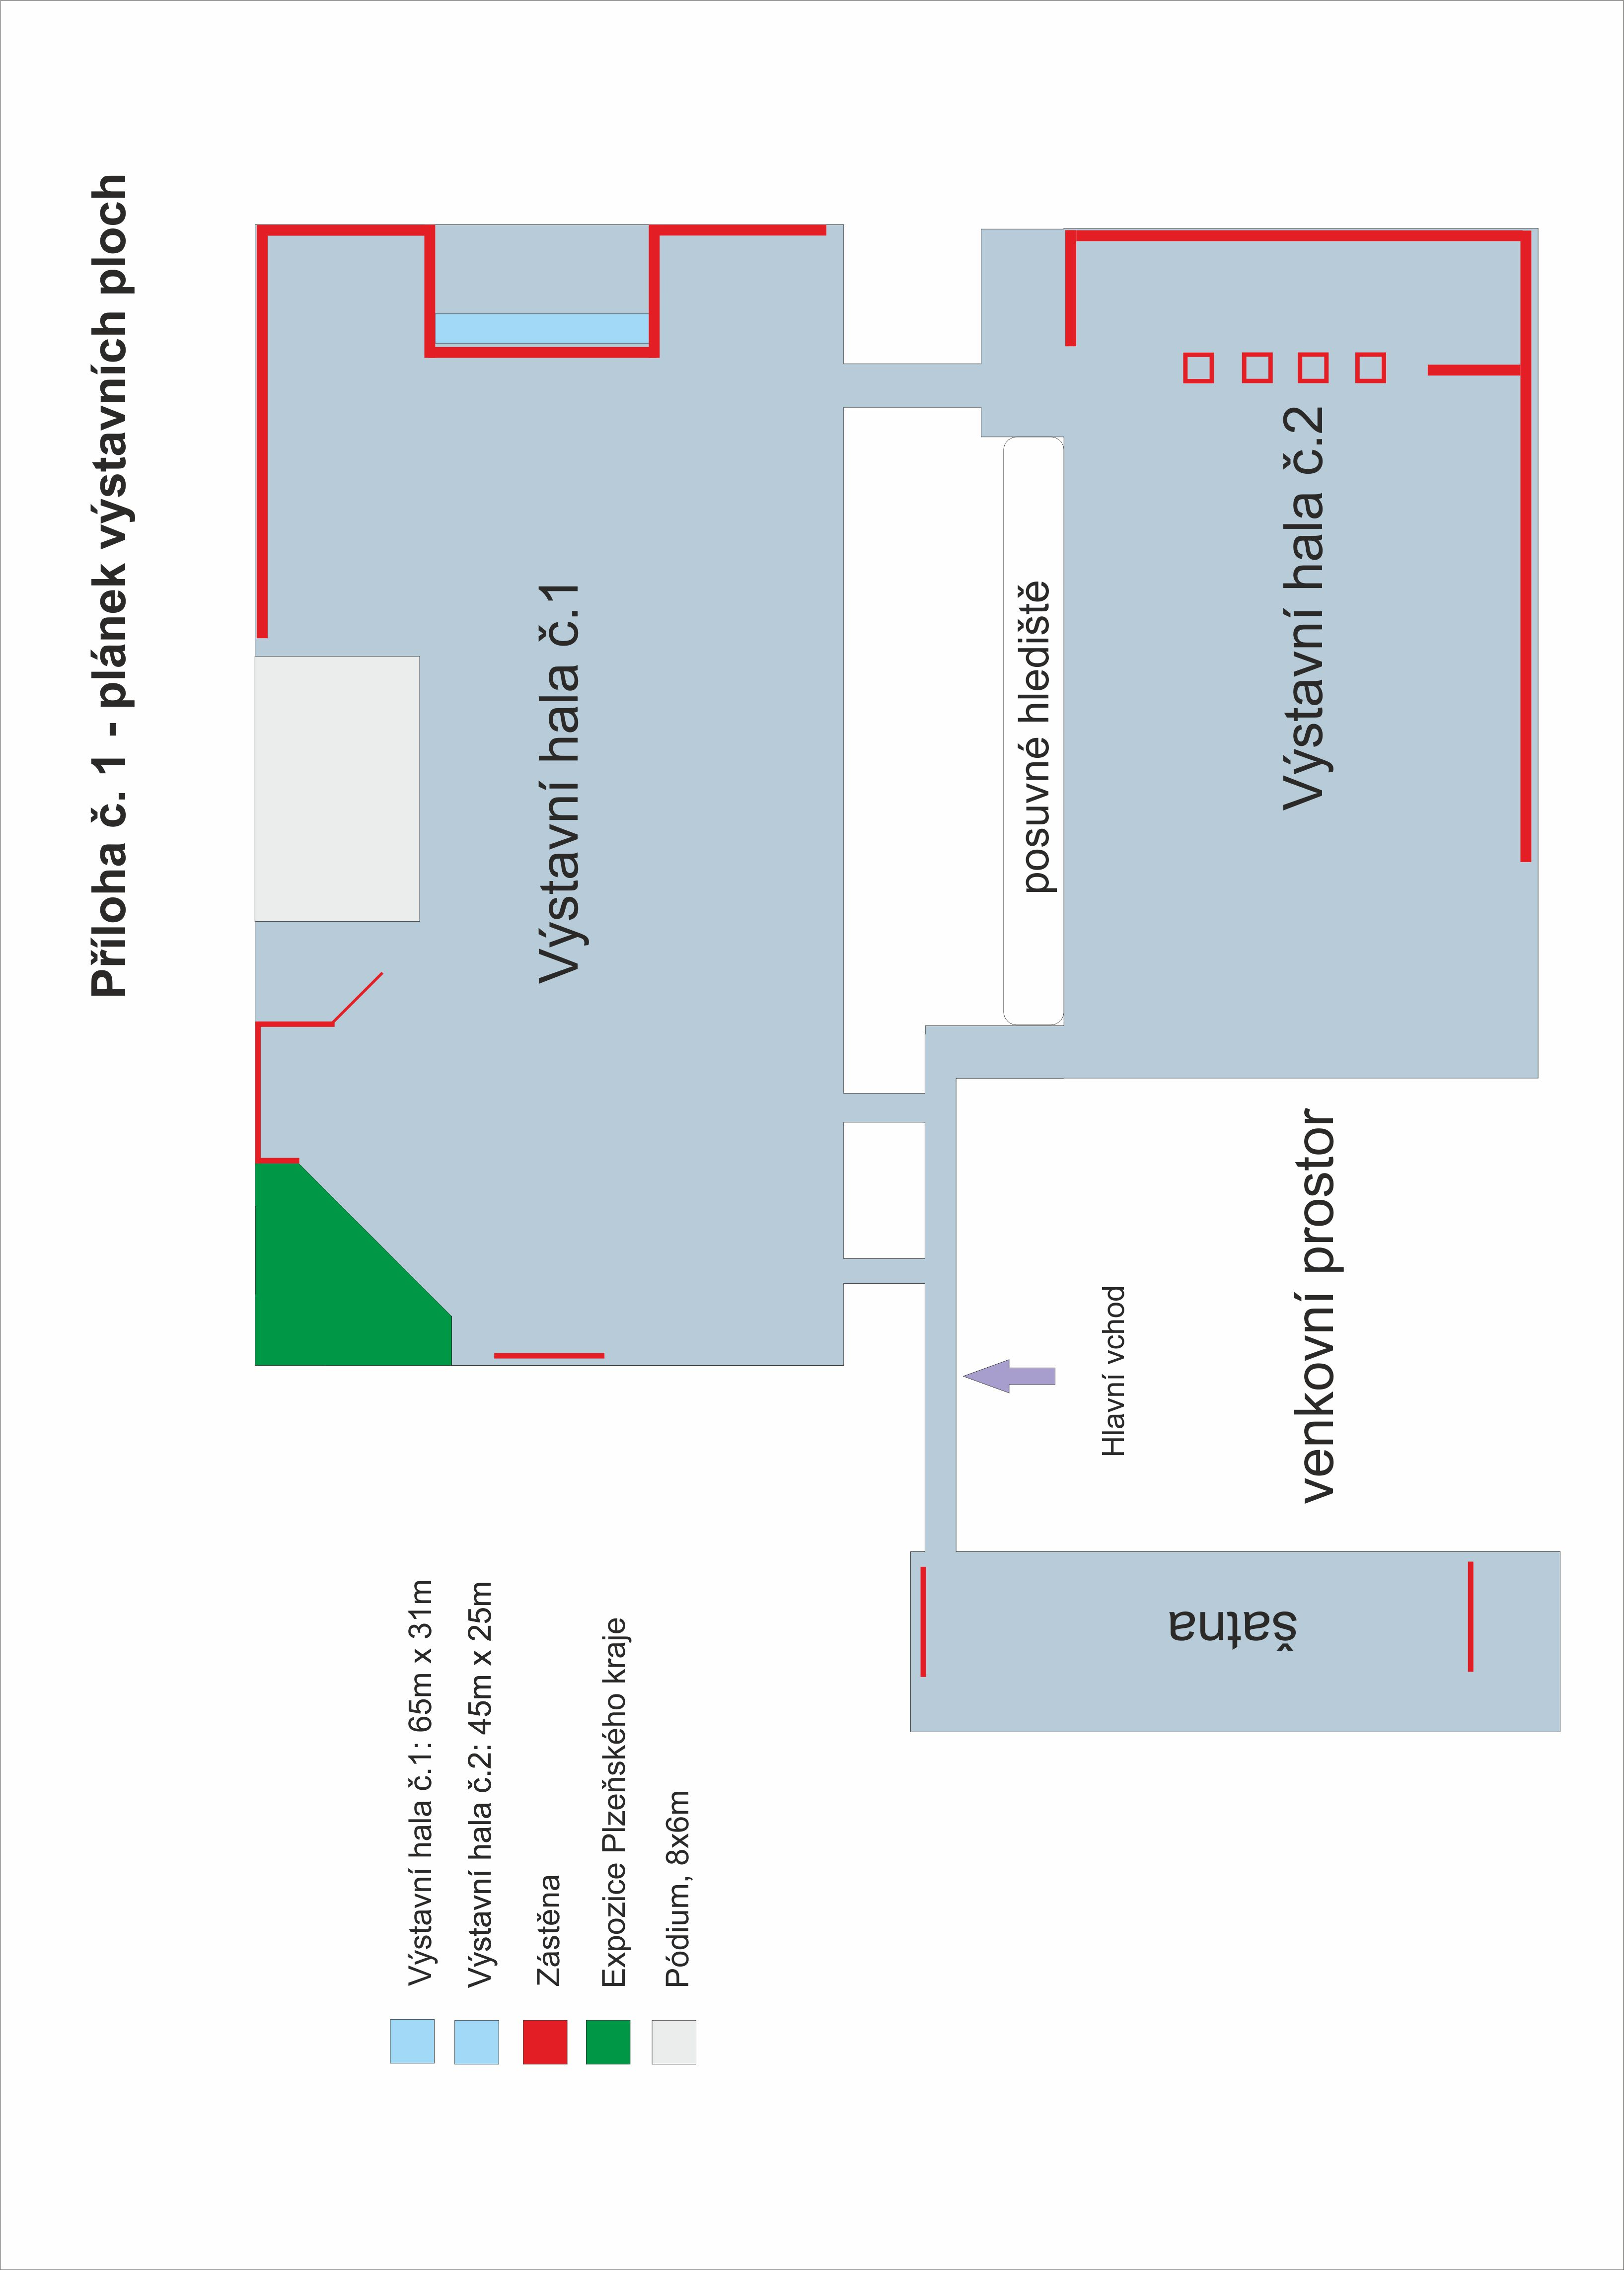 Příloha č. 1 - plánek výstavních ploch
Výstavní hala č.1
posuvné hlediště
Výstavní hala č.2
Hlavní vchod
venkovní prostor
šatna
Výstavní hala č.1: 65m x 31m
Výstavní hala č.2: 45m x 25m
Zástěna
Expozice Plzeňského kraje
Pódium, 8x6m